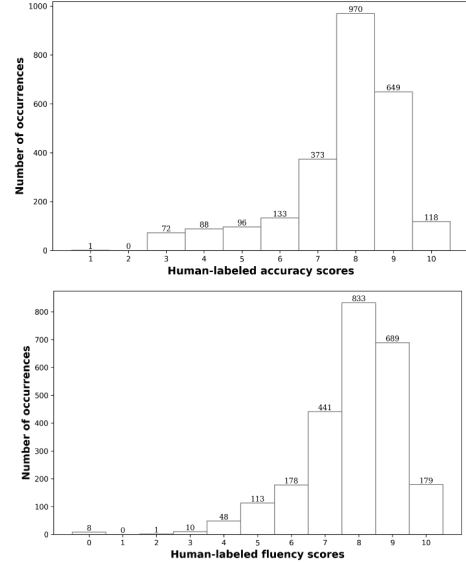 1000
800
600
400
200
0
Number of occurrences
1 0 72 88 96 133 373 970 649 118
1 2 3 4 5 6 7 8 9 10
Human-labeled accuracy scores
800
700
600
500
400
300
200
100
0
Number of occurrences
8 0 1 10 48 113 178 441 833 689 179
0 1 2 3 4 5 6 7 8 9 10
Human-labeled fluency scores